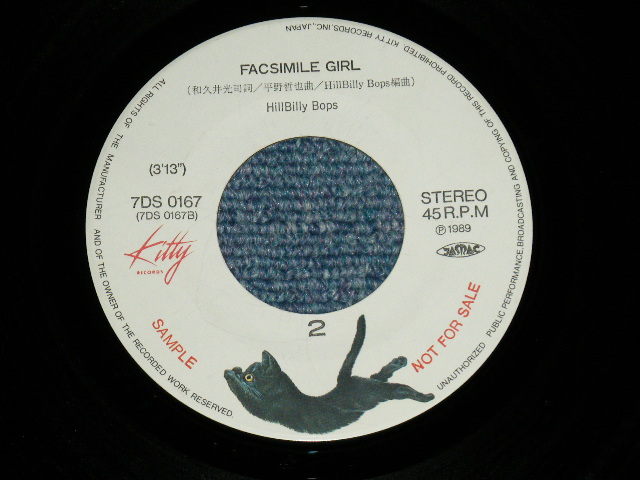 FACSIMILE GIRL
(和久井光司詞/平野哲也曲/HillBilly Bops編曲)
HillBilly Bops
(3'13")
7DS 0167
(7DS 0167B)
Kitty
RECORDS
STEREO
45 R.P.M
Ⓟ1989
JASRAC
SAMPLE
2
NOT FOR SALE
ALL RIGHTS OF THE MANUFACTURER AND OF THE OWNER OF THE RECORDED WORK RESERVED.
UNAUTHORIZED PUBLIC PERFORMANCE,BROADCASTING AND COPYING OF THIS RECORD PROHIBITED. KITTY RECORDS,INC.,JAPAN